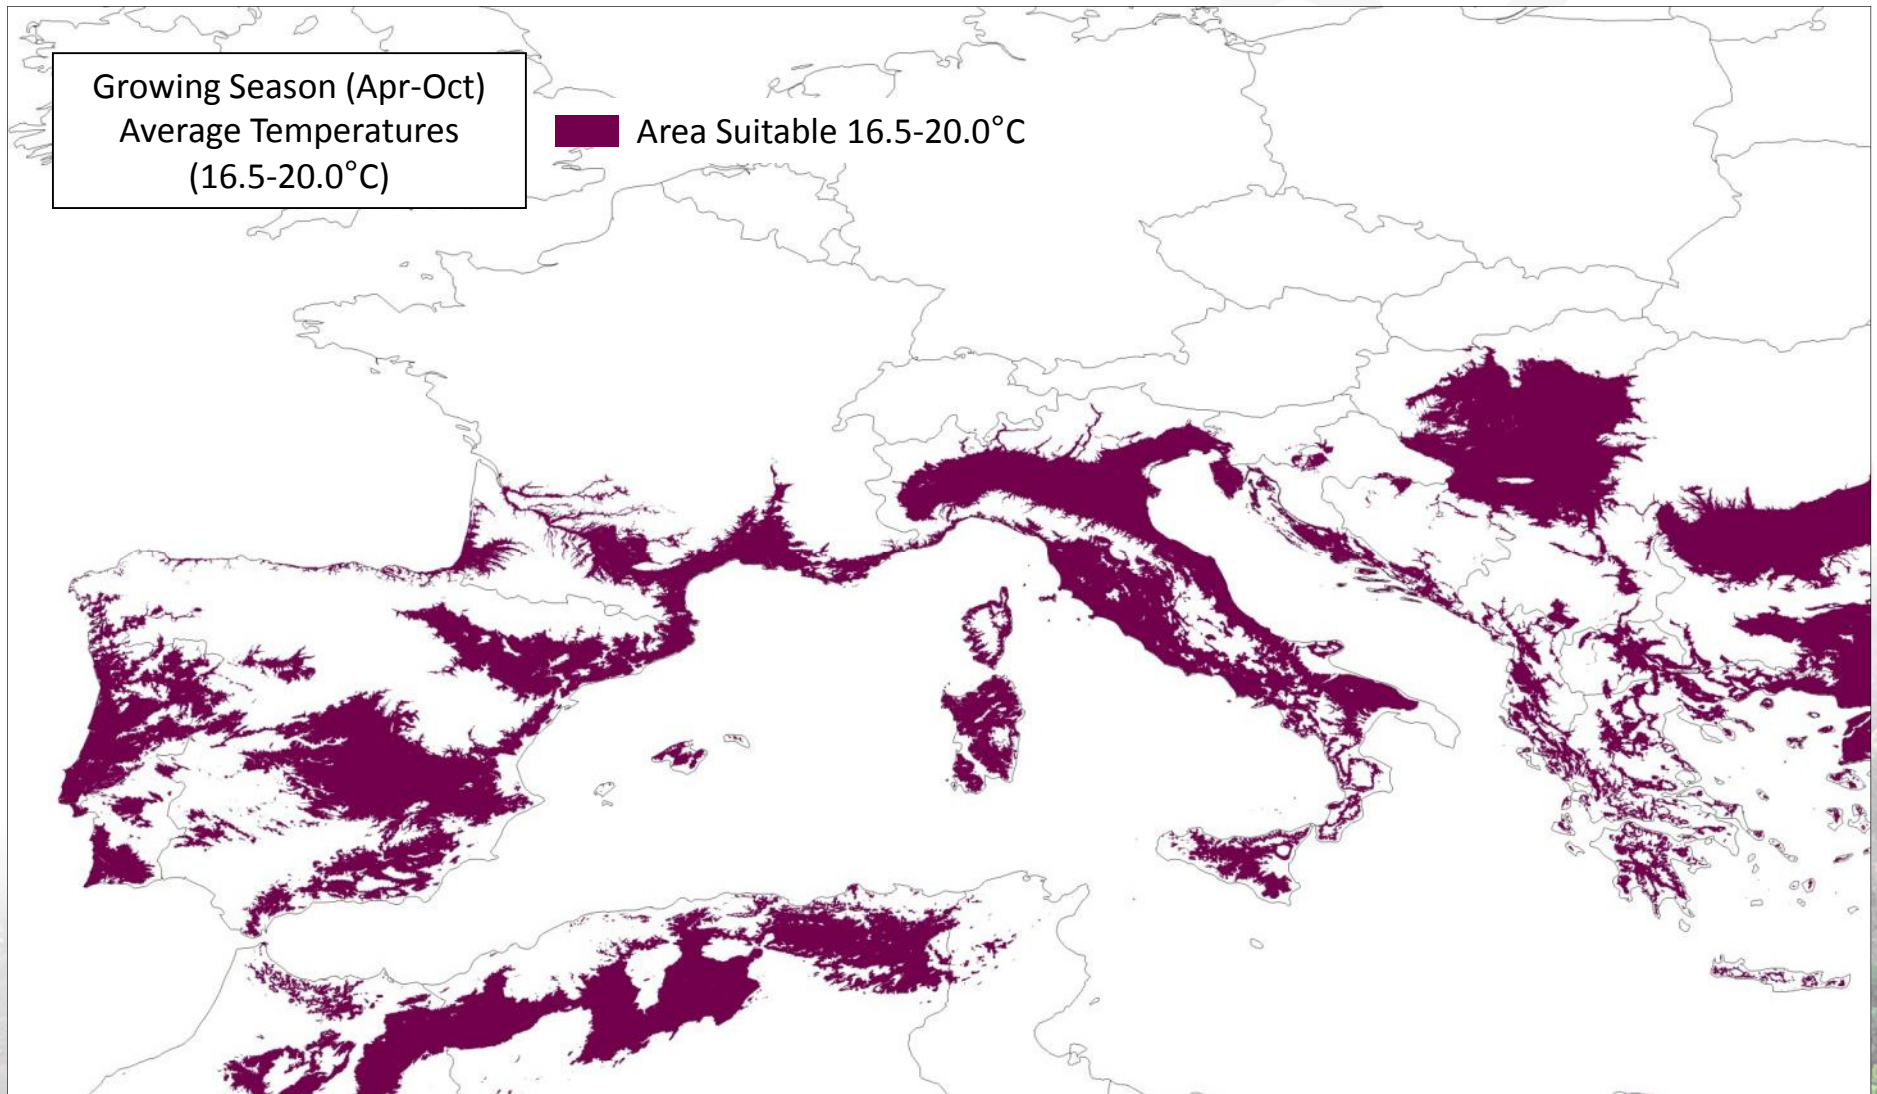 Growing Season (Apr-Oct)
Average Temperatures
(16.5-20.0°C)
Area Suitable 16.5-20.0°C